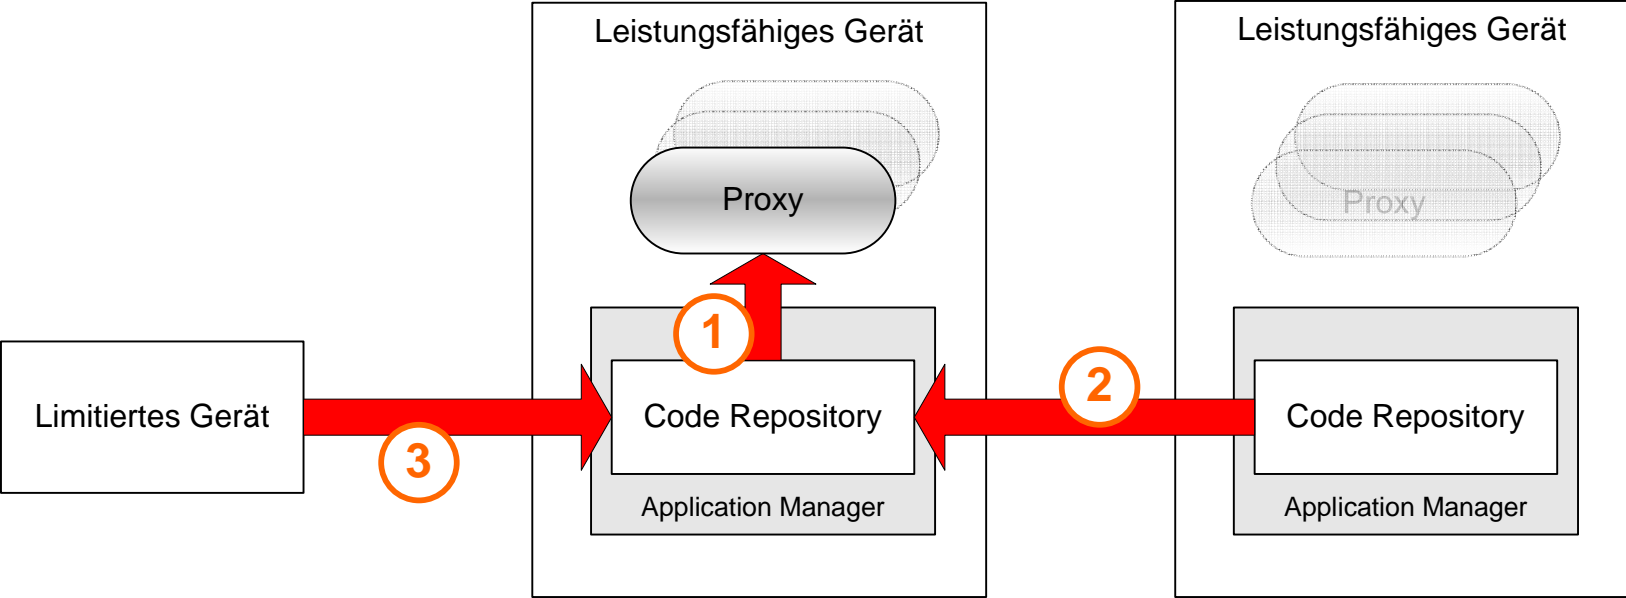 Leistungsfähiges Gerät
Leistungsfähiges Gerät
Proxy
Proxy
1
2
Limitiertes Gerät
Code Repository
Code Repository
3
Application Manager
Application Manager